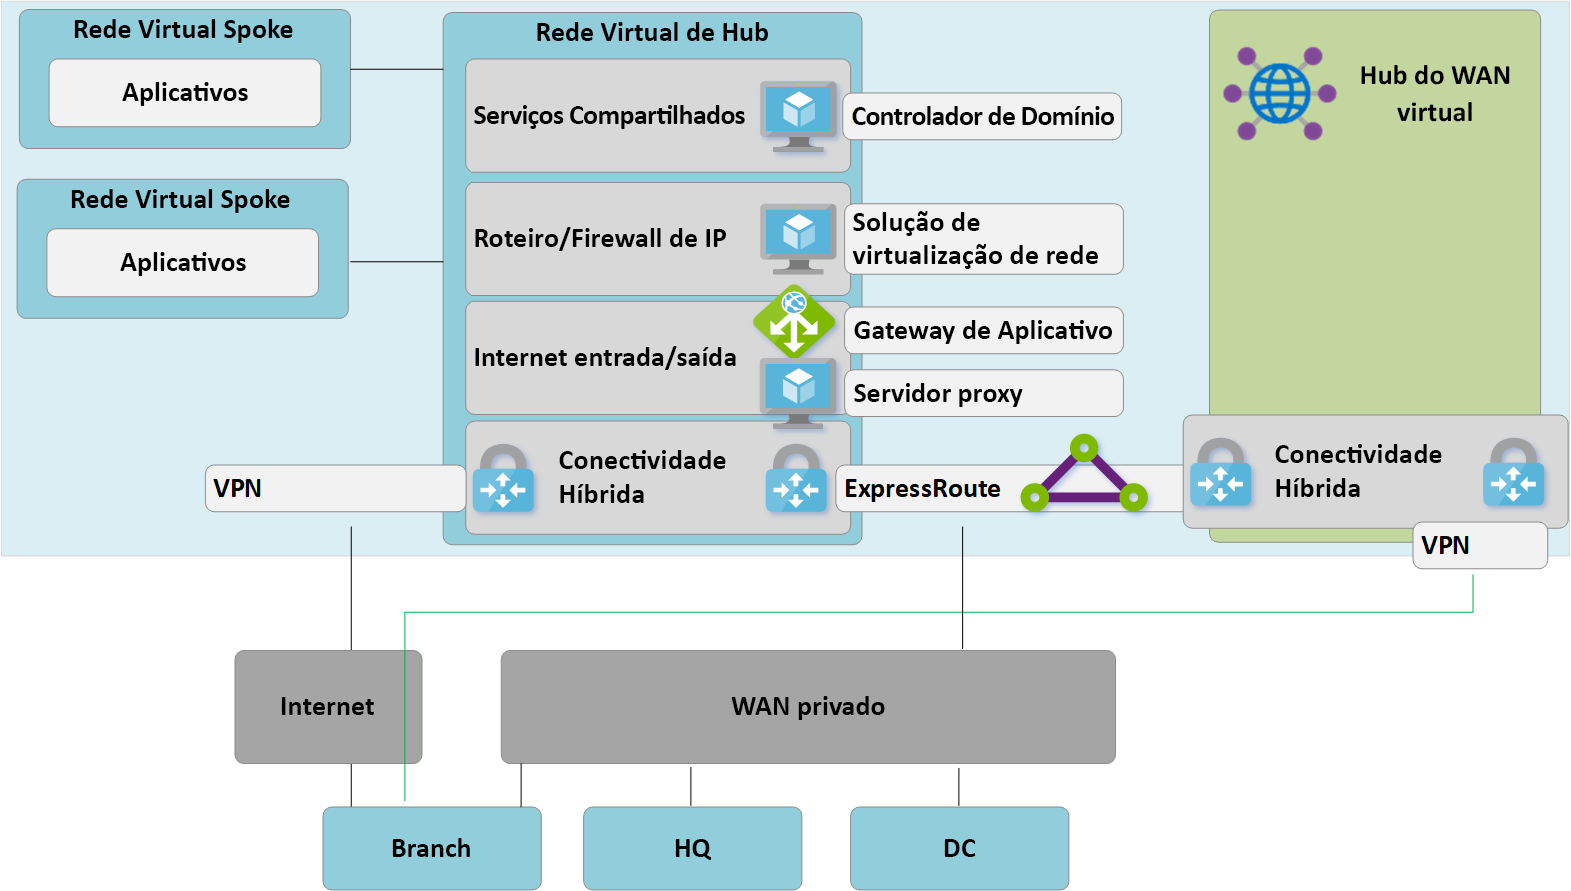 Rede Virtual Spoke
Aplicativos
Rede Virtual Spoke
Aplicativos
Rede Virtual de Hub
Serviços Compartilhados
Controlador de Domínio
Roteiro/Firewall de IP
Solução de
virtualização de rede
Internet entrada/saída
Gateway de Aplicativo
Servidor proxy
VPN
Conectividade
Híbrida
ExpressRoute
Hub do WAN
virtual
Conectividade
Híbrida
VPN
Internet
WAN privado
Branch
HQ
DC